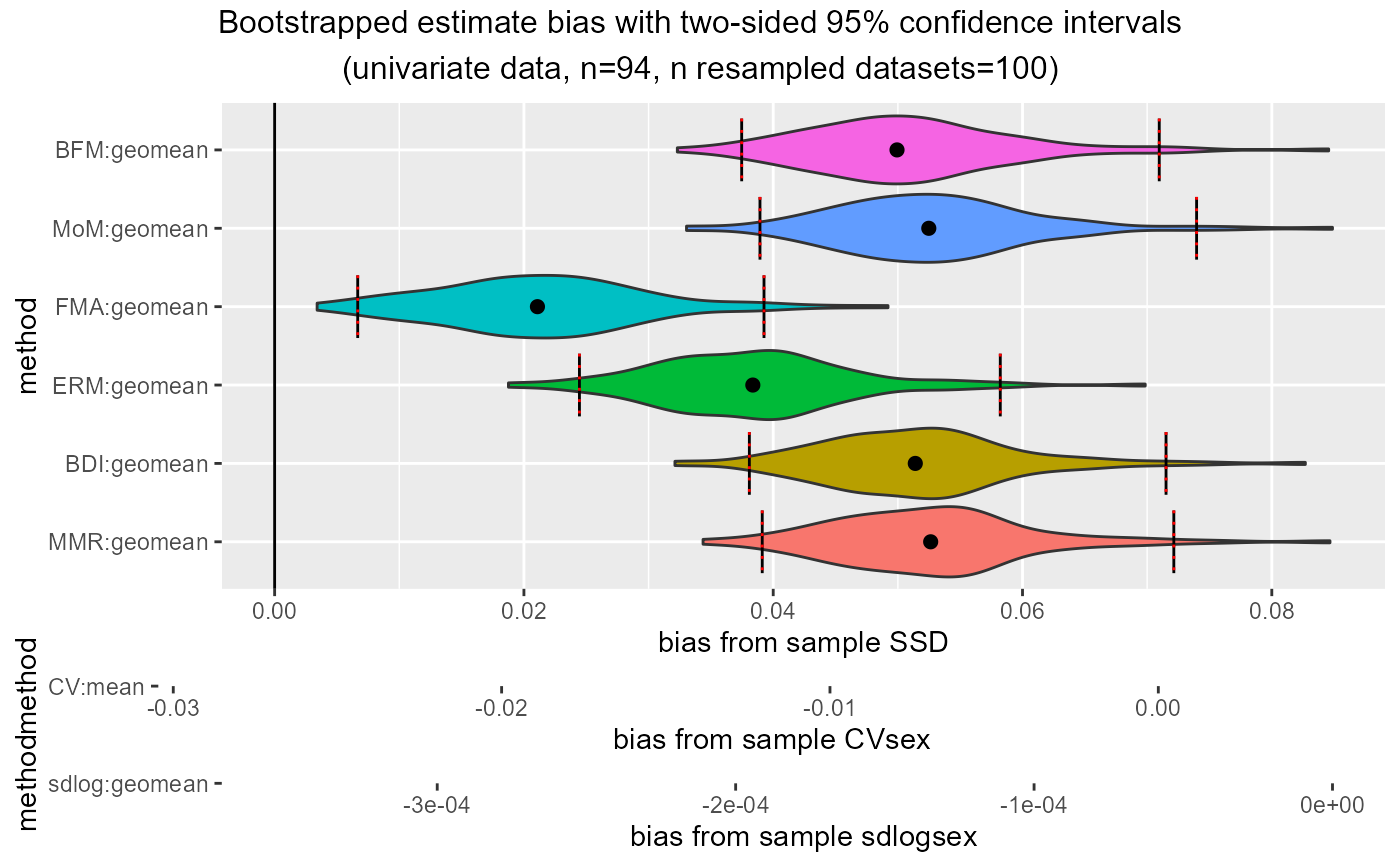 Bootstrapped estimate bias with two-sided 95% confidence intervals
(univariate data, n=94, n resampled datasets=100)
method
BFM:geomean
MoM:geomean
FMA:geomean
ERM:geomean
BDI:geomean
MMR:geomean
0.00 0.02 0.04 0.06 0.08
bias from sample SSD
method
CV:mean
-0.03 -0.02 -0.01 0.00
bias from sample CVsex
method
sdlog:geomean
-3e-04 -2e-04 -1e-04 0e+00
bias from sample sdlogsex